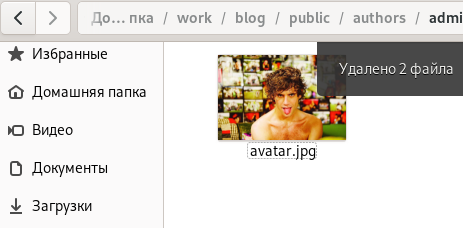 До… пка / work / blog / public / authors / admi
Избранные
Удалено 2 файла
Домашняя папка
Видео
avatar.jpg
Документы
Загрузки